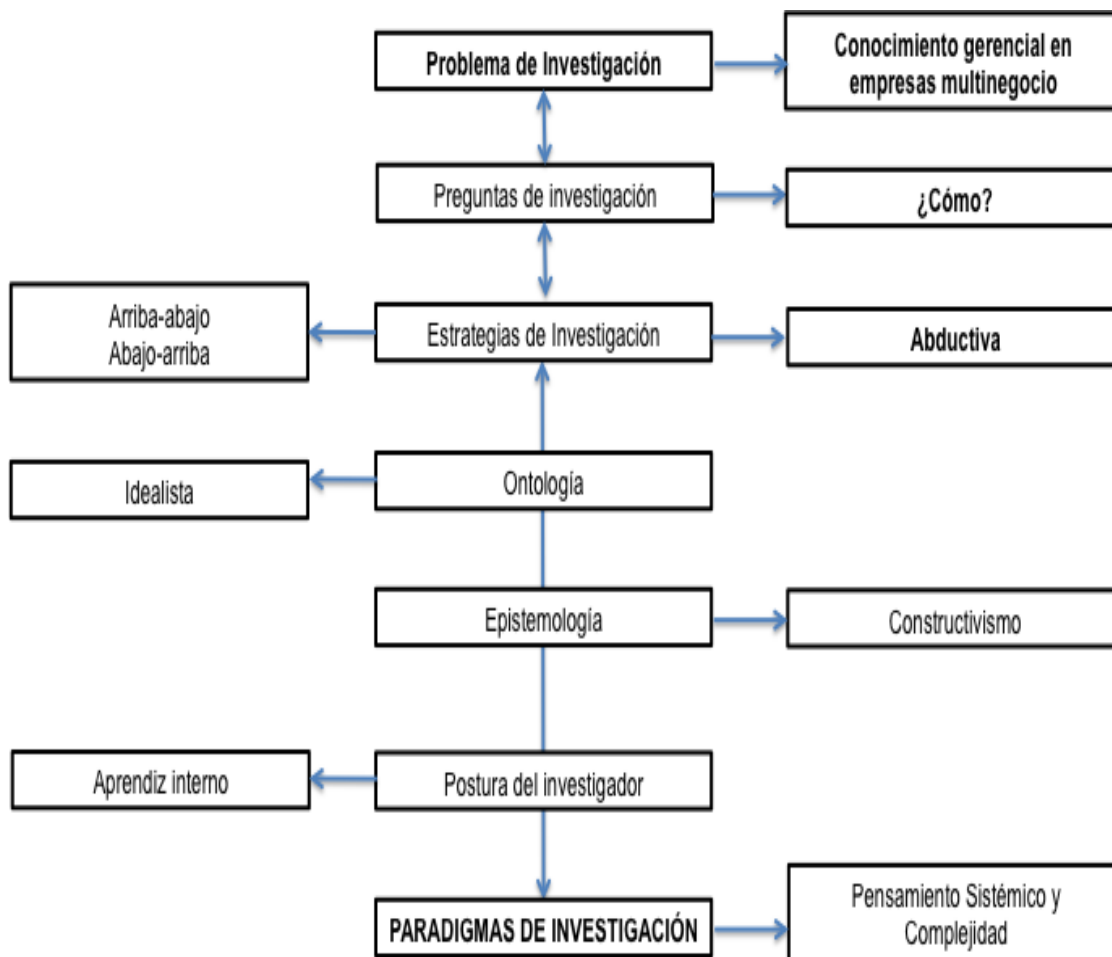 Problema de Investigación
Conocimiento gerencial en
empresas multinegocio
Preguntas de investigación
¿Cómo?
Arriba-abajo
Abajo-arriba
Estrategias de Investigación
Abductiva
Idealista
Ontología
Epistemología
Constructivismo
Aprendiz interno
Postura del investigador
PARADIGMAS DE INVESTIGACIÓN
Pensamiento Sistémico y
Complejidad